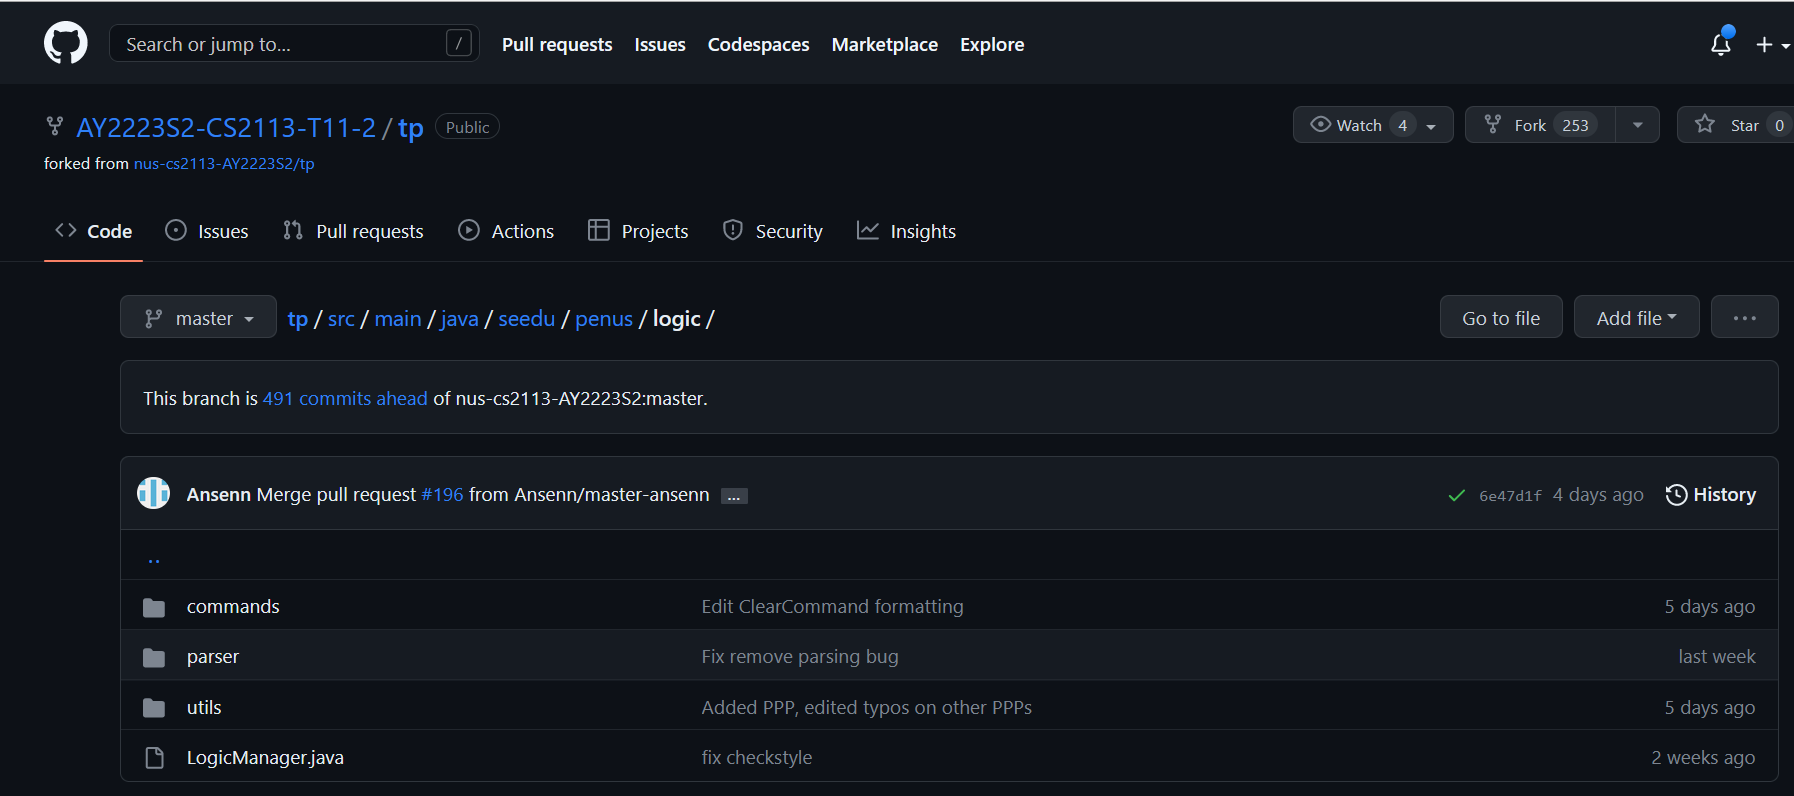 Search or jump to... / Pull requests Issues Codespaces Marketplace Explore
AY2223S2-CS2113-T11-2 / tp Public Watch 4 Fork 253 Star 0
forked from nus-cs2113-AY2223S2/tp
Code Issues Pull requests Actions Projects Security Insights
master tp / src / main / java / seedu / penus / logic / Go to file Add file ...
This branch is 491 commits ahead of nus-cs2113-AY2223S2:master.
Ansenn Merge pull request #196 from Ansenn/master-ansenn ... 6e47d1f 4 days ago History
..
commands Edit ClearCommand formatting 5 days ago
parser Fix remove parsing bug last week
utils Added PPP, edited typos on other PPPs 5 days ago
LogicManager.java fix checkstyle 2 weeks ago